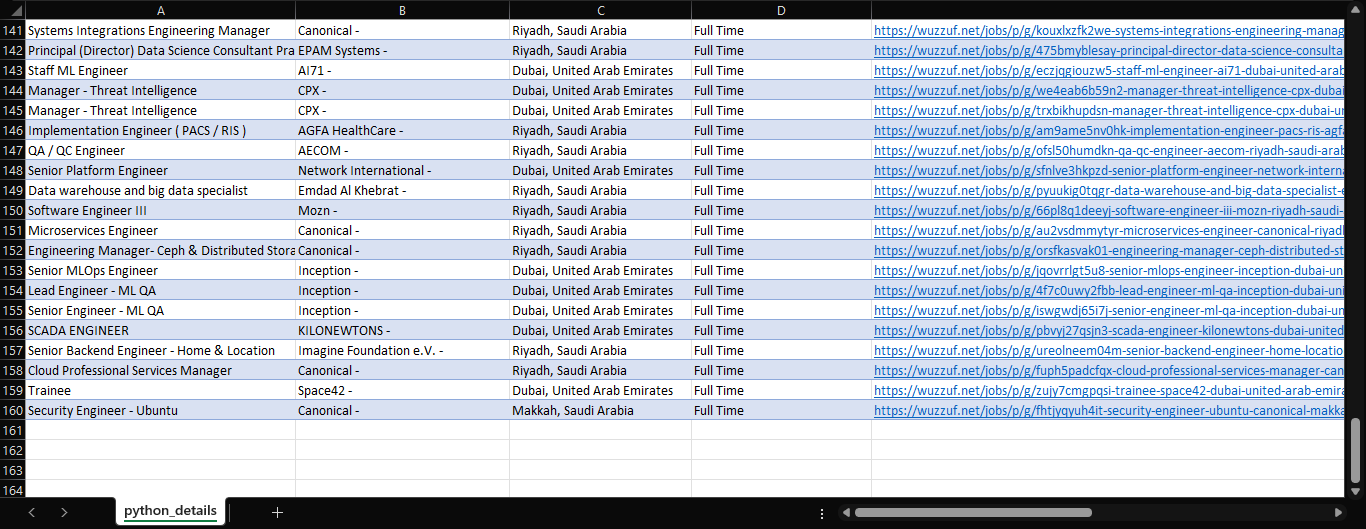 A B C D
141 Systems Integrations Engineering Manager Canonical - Riyadh, Saudi Arabia Full Time https://wuzzuf.net/jobs/p/g/kouxlxzfk2we-systems-integrations-engineering-manag
142 Principal (Director) Data Science Consultant Pra EPAM Systems - Riyadh, Saudi Arabia Full Time https://wuzzuf.net/jobs/p/g/475bmyblesay-principal-director-data-science-consulta
143 Staff ML Engineer AI71 - Dubai, United Arab Emirates Full Time https://wuzzuf.net/jobs/p/g/eczjqgiouzw5-staff-ml-engineer-ai71-dubai-united-arab
144 Manager - Threat Intelligence CPX - Dubai, United Arab Emirates Full Time https://wuzzuf.net/jobs/p/g/we4eab6b59n2-manager-threat-intelligence-cpx-dubai
145 Manager - Threat Intelligence CPX - Dubai, United Arab Emirates Full Time https://wuzzuf.net/jobs/p/g/trxbikhupdsn-manager-threat-intelligence-cpx-dubai-u
146 Implementation Engineer ( PACS / RIS ) AGFA HealthCare - Riyadh, Saudi Arabia Full Time https://wuzzuf.net/jobs/p/g/am9ame5nv0hk-implementation-engineer-pacs-ris-agf
147 QA / QC Engineer AECOM - Riyadh, Saudi Arabia Full Time https://wuzzuf.net/jobs/p/g/ofsl50humdkn-qa-qc-engineer-aecom-riyadh-saudi-arab
148 Senior Platform Engineer Network International - Dubai, United Arab Emirates Full Time https://wuzzuf.net/jobs/p/g/sfnlve3hkpzd-senior-platform-engineer-network-interna
149 Data warehouse and big data specialist Emdad Al Khebrat - Riyadh, Saudi Arabia Full Time https://wuzzuf.net/jobs/p/g/pyuukig0tqgr-data-warehouse-and-big-data-specialist-e
150 Software Engineer III Mozn - Riyadh, Saudi Arabia Full Time https://wuzzuf.net/jobs/p/g/66pl8q1deeyj-software-engineer-iii-mozn-riyadh-saudi-
151 Microservices Engineer Canonical - Riyadh, Saudi Arabia Full Time https://wuzzuf.net/jobs/p/g/au2vsdmmytyr-microservices-engineer-canonical-riyadl
152 Engineering Manager- Ceph & Distributed Stora Canonical - Riyadh, Saudi Arabia Full Time https://wuzzuf.net/jobs/p/g/orsfkasvak01-engineering-manager-ceph-distributed-st
153 Senior MLOps Engineer Inception - Dubai, United Arab Emirates Full Time https://wuzzuf.net/jobs/p/g/jqovrrlgt5u8-senior-mlops-engineer-inception-dubai-un
154 Lead Engineer - ML QA Inception - Dubai, United Arab Emirates Full Time https://wuzzuf.net/jobs/p/g/4f7c0uwy2fbb-lead-engineer-ml-qa-inception-dubai-uni
155 Senior Engineer - ML QA Inception - Dubai, United Arab Emirates Full Time https://wuzzuf.net/jobs/p/g/iswgwdj65i7j-senior-engineer-ml-qa-inception-dubai-un
156 SCADA ENGINEER KILONEWTONS - Dubai, United Arab Emirates Full Time https://wuzzuf.net/jobs/p/g/pbvyj27qsjn3-scada-engineer-kilonewtons-dubai-united
157 Senior Backend Engineer - Home & Location Imagine Foundation e.V. - Riyadh, Saudi Arabia Full Time https://wuzzuf.net/jobs/p/g/ureolneem04m-senior-backend-engineer-home-locatio
158 Cloud Professional Services Manager Canonical - Riyadh, Saudi Arabia Full Time https://wuzzuf.net/jobs/p/g/fuph5padcfqx-cloud-professional-services-manager-can
159 Trainee Space42 - Dubai, United Arab Emirates Full Time https://wuzzuf.net/jobs/p/g/zujy7cmgpqsi-trainee-space42-dubai-united-arab-emira
160 Security Engineer - Ubuntu Canonical - Makkah, Saudi Arabia Full Time https://wuzzuf.net/jobs/p/g/fhtjyqyuh4it-security-engineer-ubuntu-canonical-makka
161
162
163
164
python_details